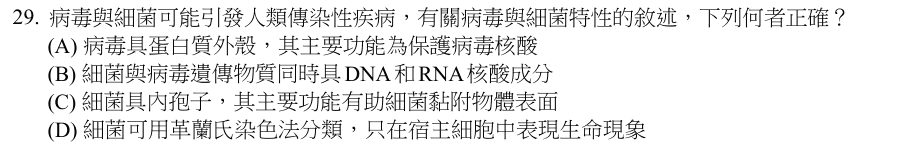 29. 病毒與細菌可能引發人類傳染性疾病，有關病毒與細菌特性的敘述，下列何者正確？
(A) 病毒具蛋白質外殼，其主要功能為保護病毒核酸
(B) 細菌與病毒遺傳物質同時具 DNA 和 RNA 核酸成分
(C) 細菌具內孢子，其主要功能有助細菌黏附物體表面
(D) 細菌可用革蘭氏染色法分類，只在宿主細胞中表現生命現象